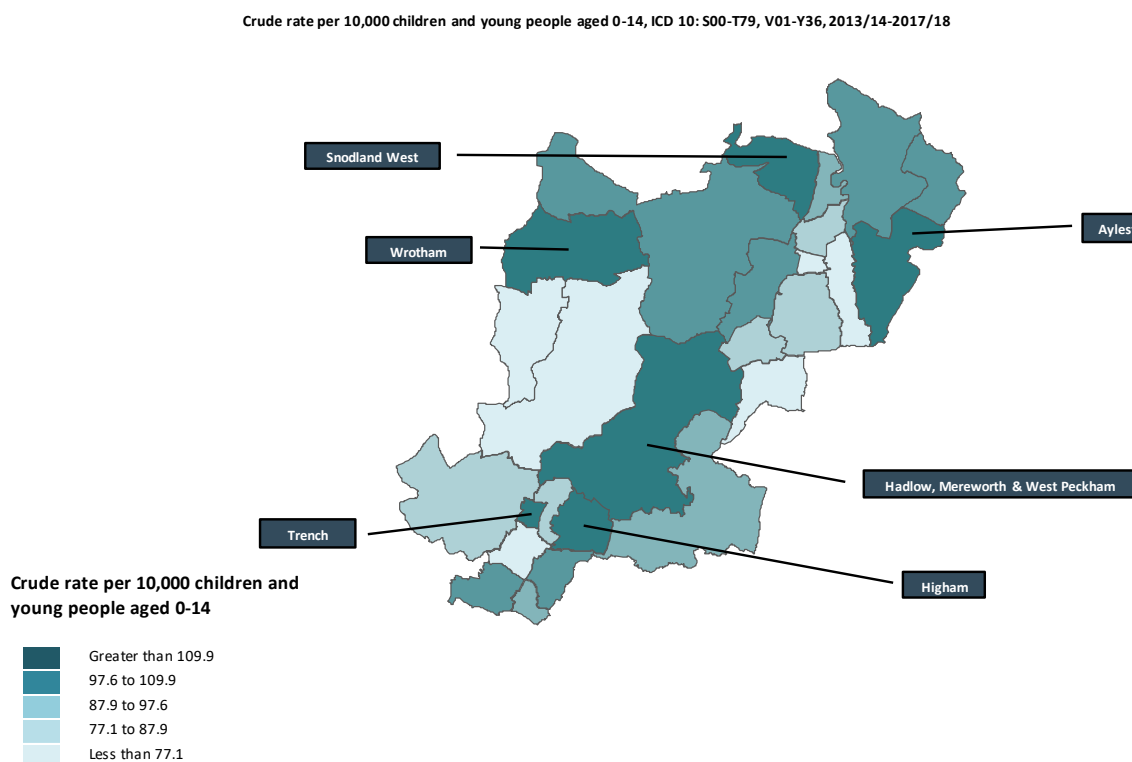 Crude rate per 10,000 children and young people aged 0-14, ICD 10: S00-T79, V01-Y36, 2013/14-2017/18
Snodland West
Ayles
Wrotham
Hadlow, Mereworth & West Peckham
Trench
Higham
Crude rate per 10,000 children and
young people aged 0-14
Greater than 109.9
97.6 to 109.9
87.9 to 97.6
77.1 to 87.9
Less than 77.1